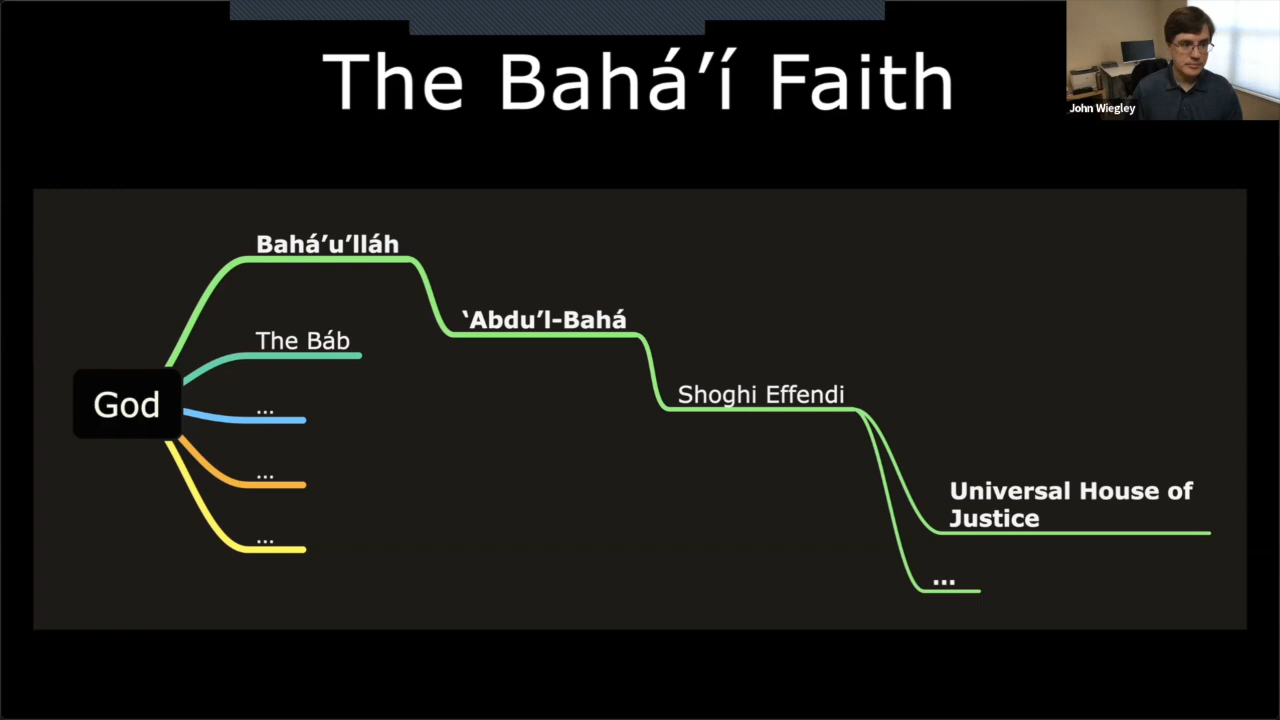 The Bahá’í Faith
John Wiegley
Bahá’u’lláh
‘Abdu’l-Bahá
The Báb
Shoghi Effendi
God
...
...
Universal House of
Justice
...
...